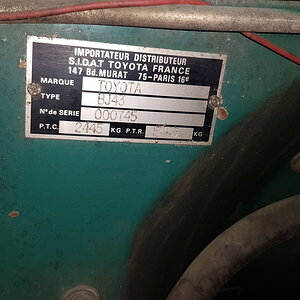 IMPORTATEUR DISTRIBUTEUR
S.I.D.A.T TOYOTA FRANCE
147 Bd. MURAT 75-PARIS 16e
MARQUE TOYOTA
TYPE BJ43
N° de SERIE 000745
P.T.C. 2445 KG P.T.R. KG